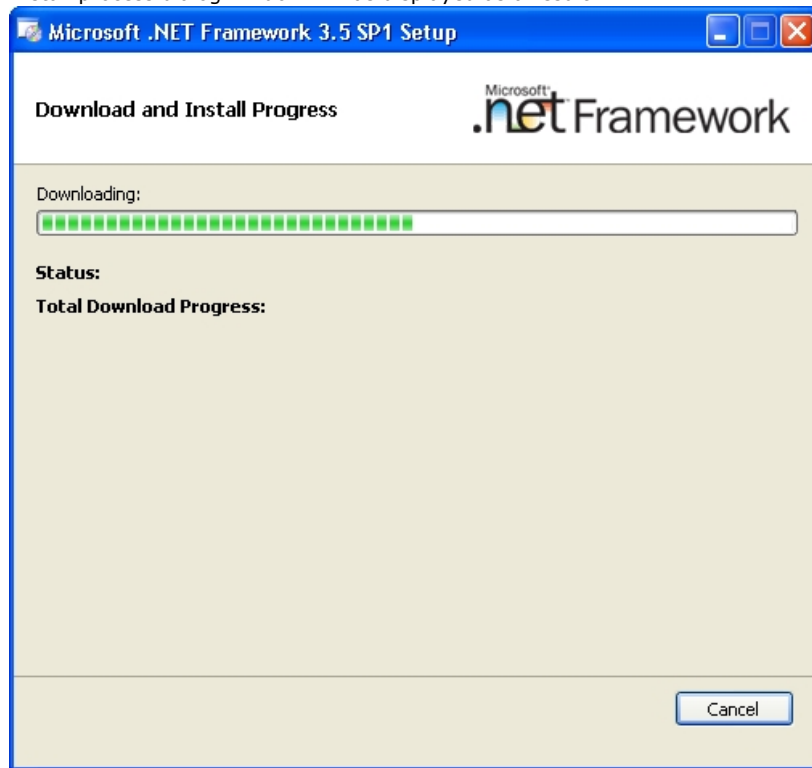 Microsoft .NET Framework 3.5 SP1 Setup
Download and Install Progress
Microsoft
.net Framework
Downloading:
Status:
Total Download Progress:
Cancel